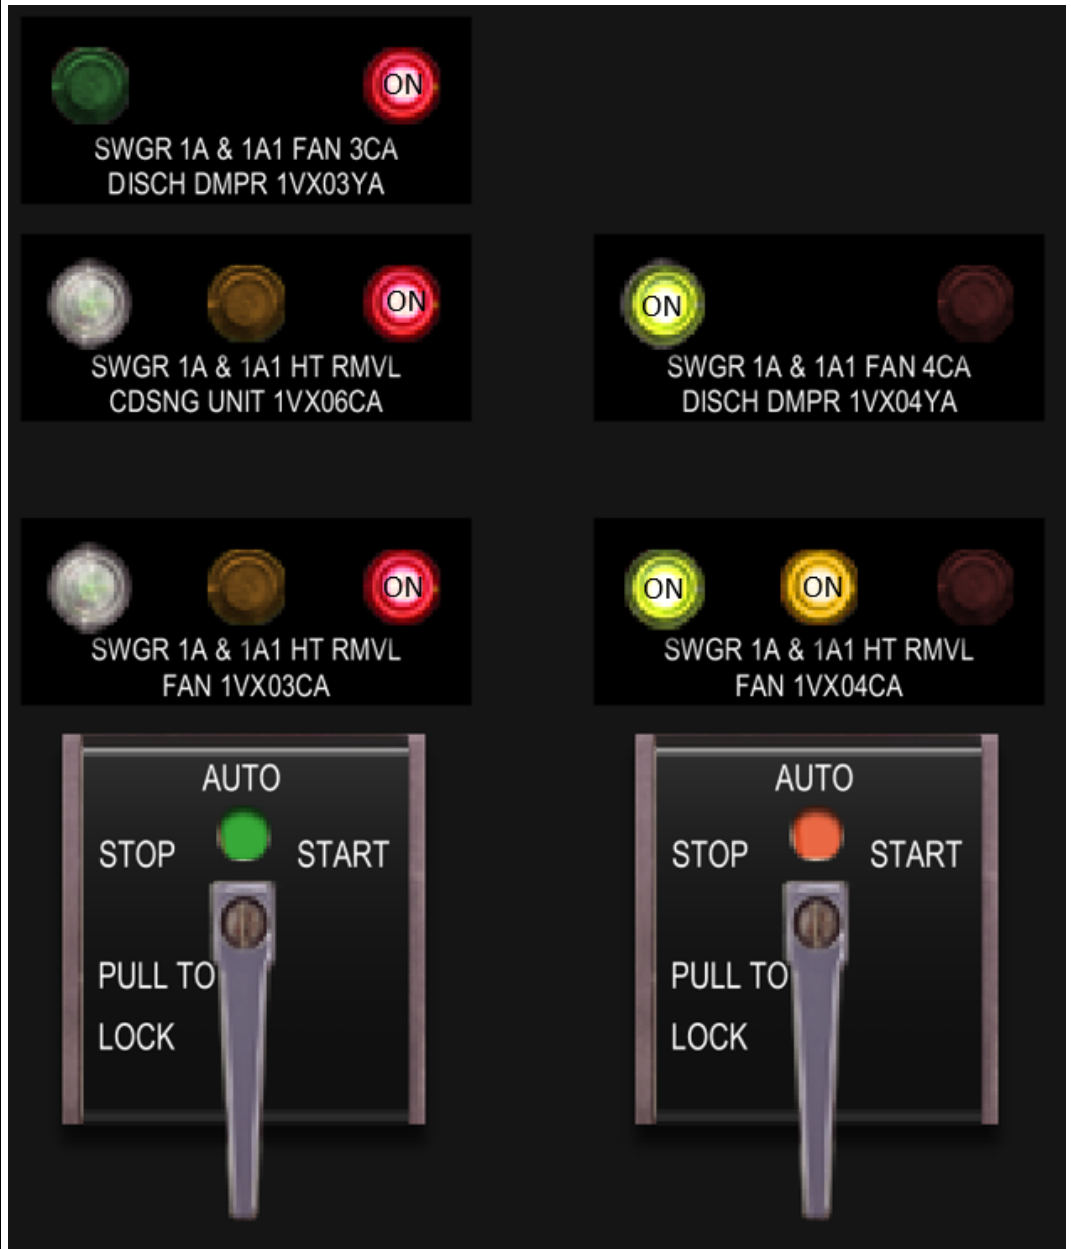 ON
SWGR 1A & 1A1 FAN 3CA
DISCH DMPR 1VX03YA
ON
SWGR 1A & 1A1 HT RMVL
CDSNG UNIT 1VX06CA
ON
SWGR 1A & 1A1 FAN 4CA
DISCH DMPR 1VX04YA
ON
SWGR 1A & 1A1 HT RMVL
FAN 1VX03CA
ON ON
SWGR 1A & 1A1 HT RMVL
FAN 1VX04CA
AUTO
STOP START
PULL TO
LOCK
AUTO
STOP START
PULL TO
LOCK